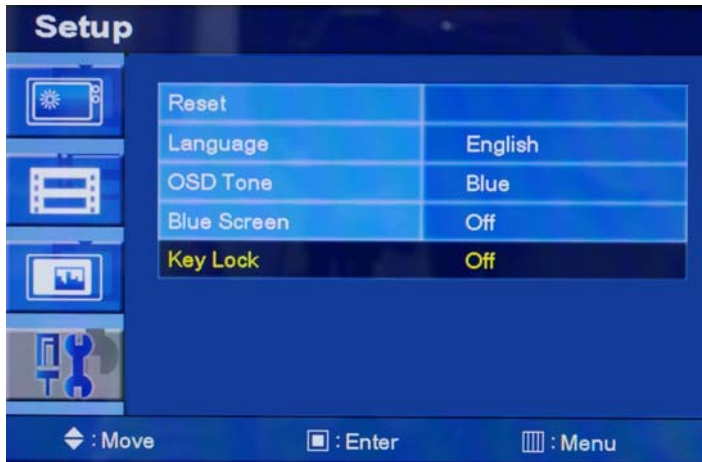 Setup
Reset
Language English
OSD Tone Blue
Blue Screen Off
Key Lock Off
: Move : Enter : Menu